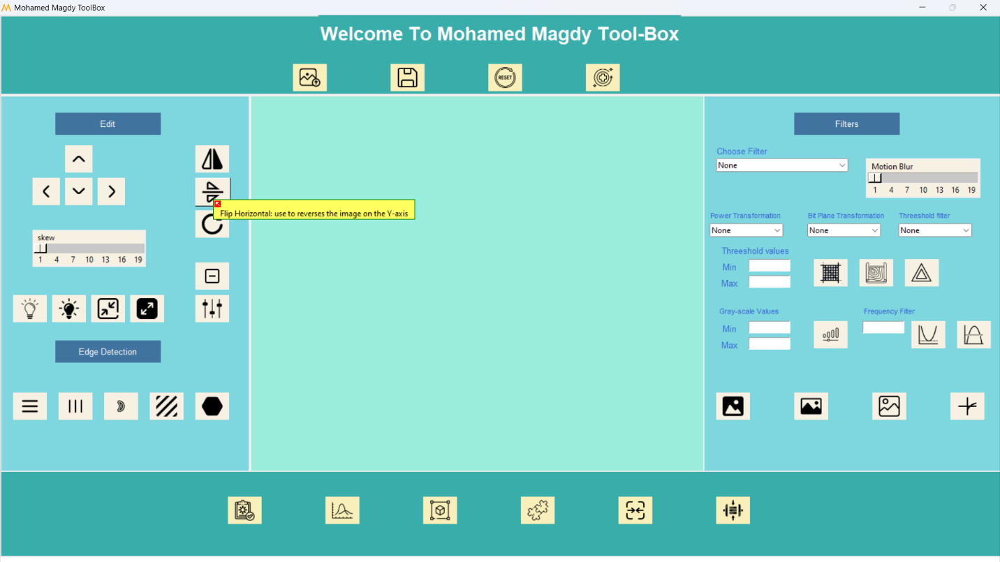 Mohamed Magdy ToolBox
Welcome To Mohamed Magdy Tool-Box
RESET
Edit
Flip Horizontal: use to reverses the image on the Y-axis
skew
1 4 7 10 13 16 19
Edge Detection
Filters
Choose Filter
None
Motion Blur
1 4 7 10 13 16 19
Power Transformation Bit Plane Transformation Threeshold filter
None None None
Threeshold values
Min
Max
Gray-scale Values Frequency Filter
Min
Max